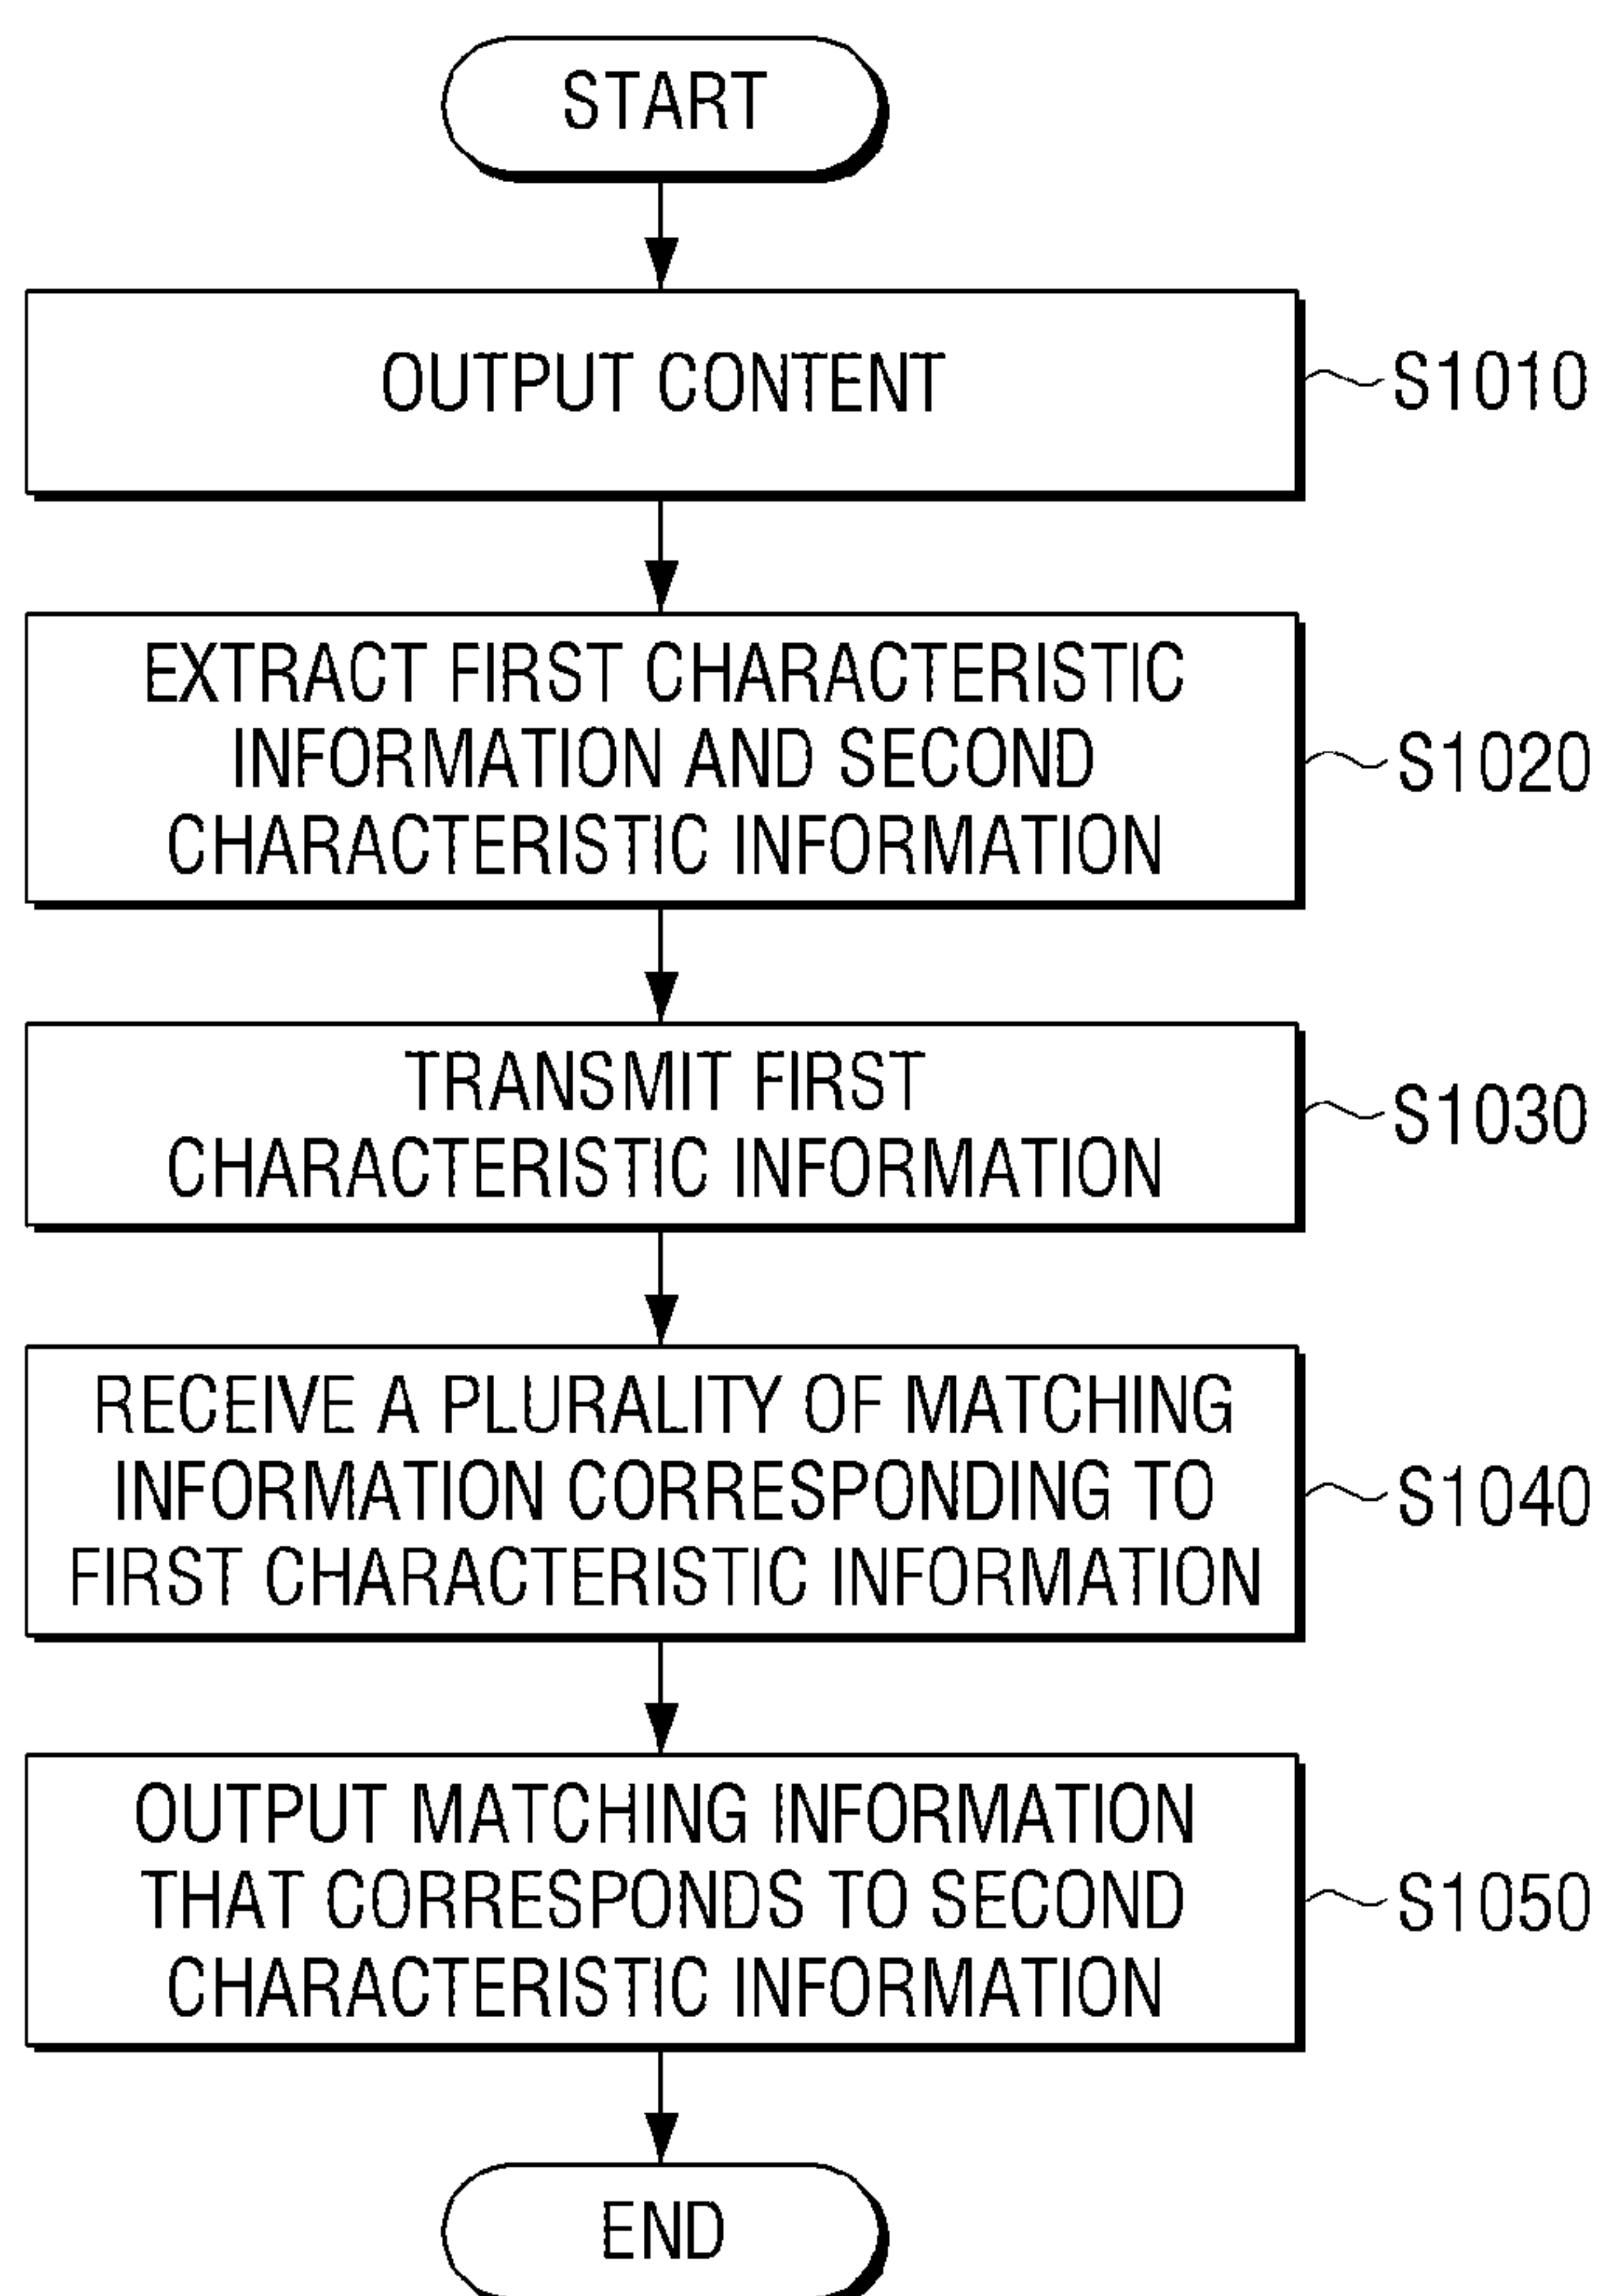 START
OUTPUT CONTENT
S1010
EXTRACT FIRST CHARACTERISTIC
INFORMATION AND SECOND
CHARACTERISTIC INFORMATION
S1020
TRANSMIT FIRST
CHARACTERISTIC INFORMATION
S1030
RECEIVE A PLURALITY OF MATCHING
INFORMATION CORRESPONDING TO
FIRST CHARACTERISTIC INFORMATION
S1040
OUTPUT MATCHING INFORMATION
THAT CORRESPONDS TO SECOND
CHARACTERISTIC INFORMATION
S1050
END